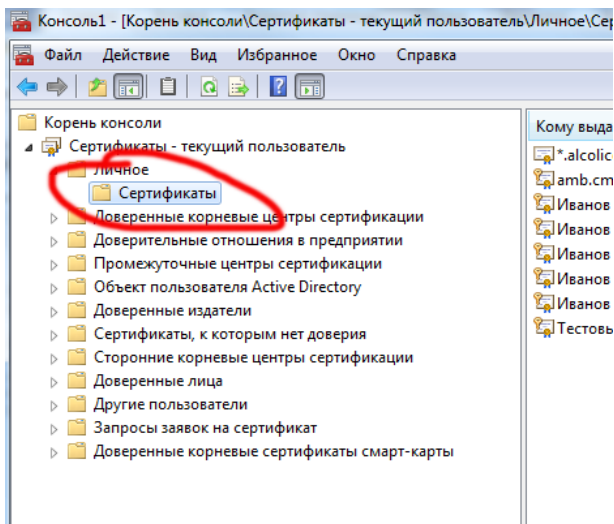 Консоль1 - [Корень консоли\Сертификаты - текущий пользователь\Личное\Сер
Файл Действие Вид Избранное Окно Справка
Корень консоли
Кому выда
Сертификаты - текущий пользователь
*.alcolic
Личное
amb.cm
Сертификаты
Иванов
Доверенные корневые центры сертификации
Иванов
Доверительные отношения в предприятии
Иванов
Промежуточные центры сертификации
Иванов
Объект пользователя Active Directory
Иванов
Доверенные издатели
Тестовы
Сертификаты, к которым нет доверия
Сторонние корневые центры сертификации
Доверенные лица
Другие пользователи
Запросы заявок на сертификат
Доверенные корневые сертификаты смарт-карты